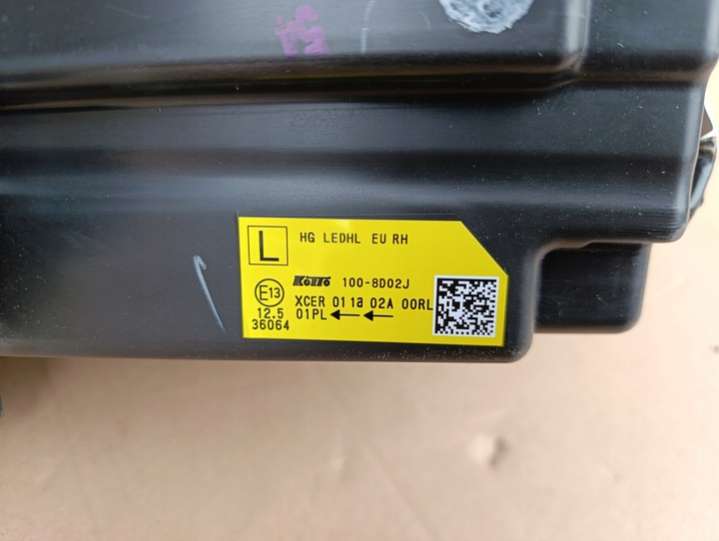 L
HG LEDHL EU RH
KOITO 100-8D02J
E13
XCER 01 1a 02A 00RL
12.5
01PL ←←
36064